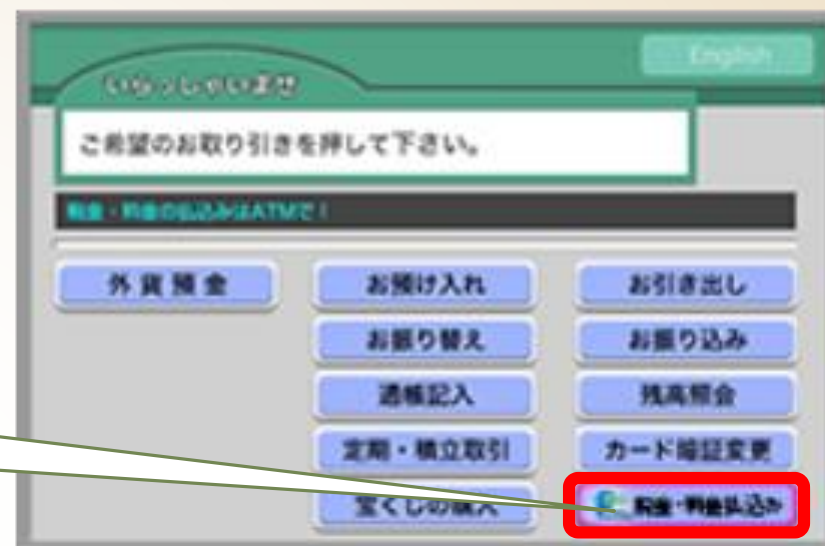 いらっしゃいませ
English
ご希望のお取り引きを押して下さい。
税金・料金の払込みはATMで！
外貨預金
お預け入れ
お引き出し
お振り替え
お振り込み
通帳記入
残高照会
定期・積立取引
カード暗証変更
宝くじの購入
税金・料金払込み